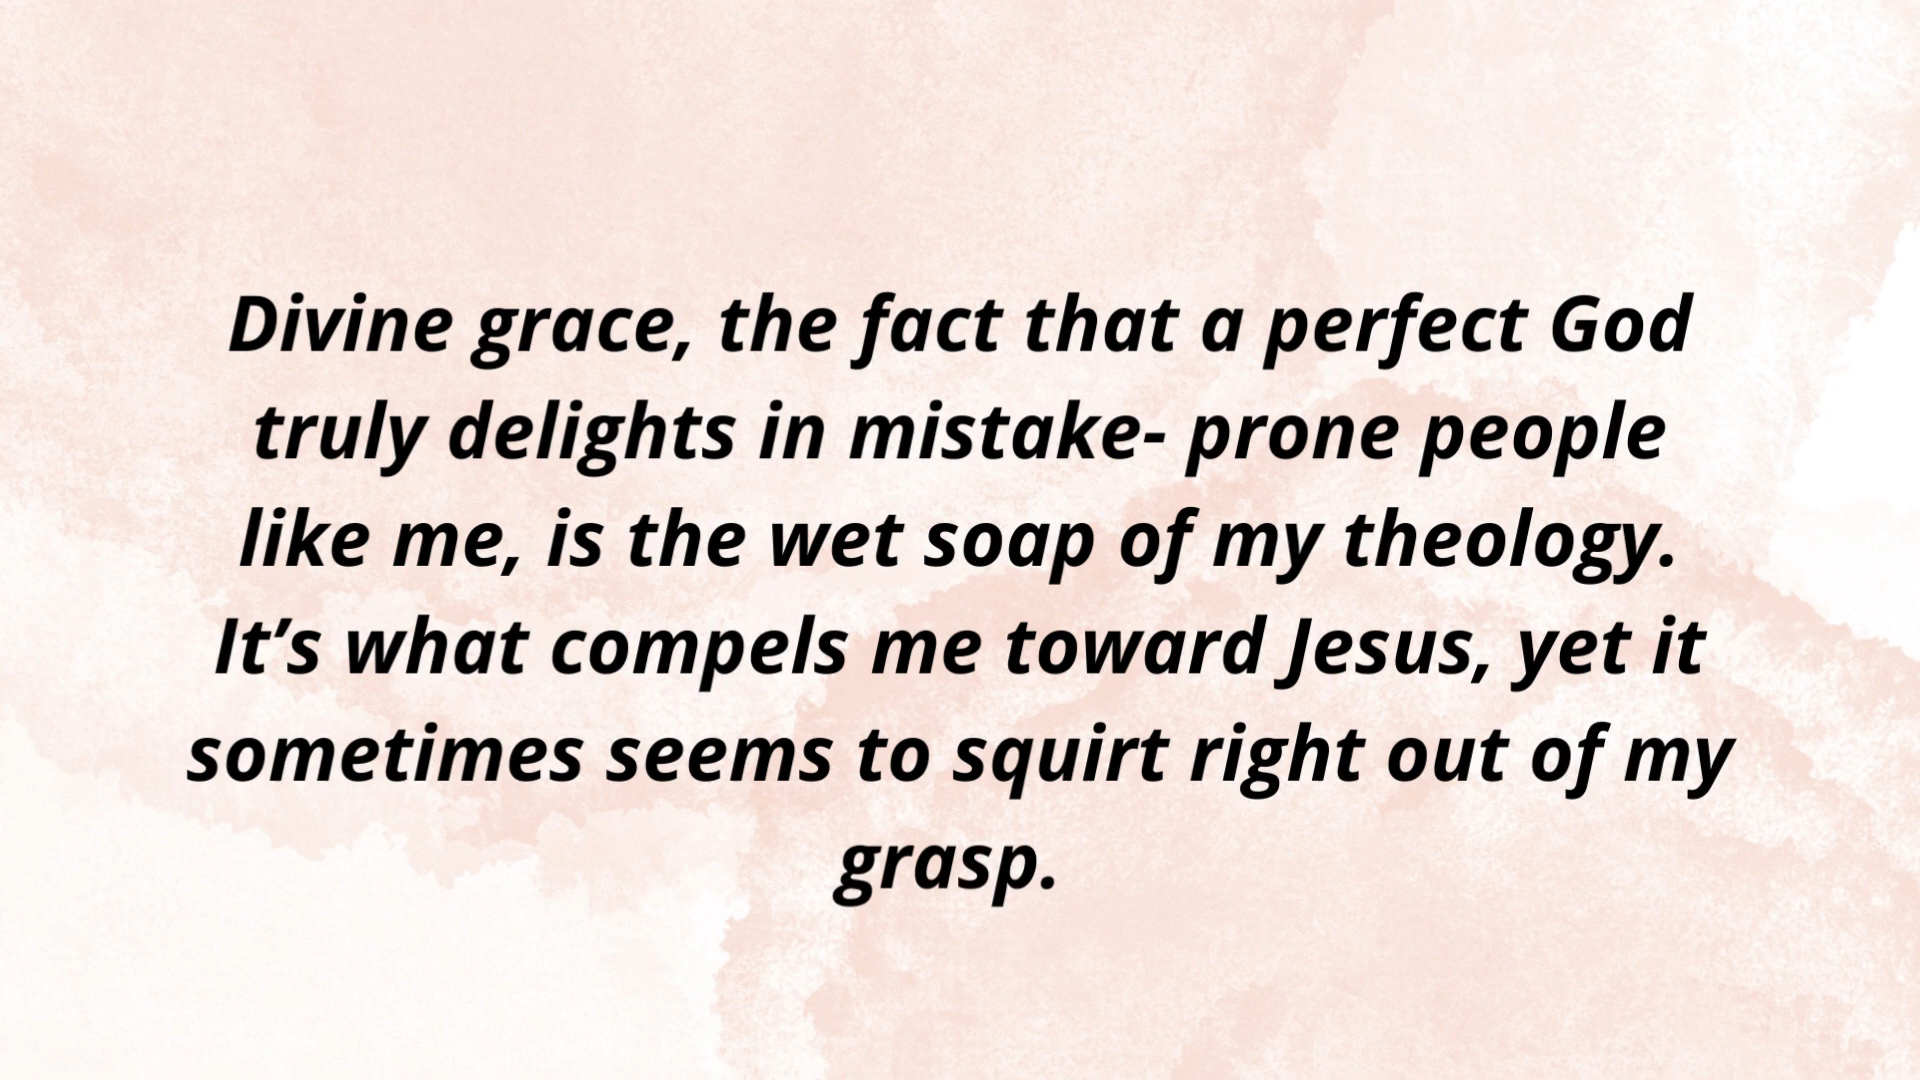 Divine grace, the fact that a perfect God
truly delights in mistake- prone people
like me, is the wet soap of my theology.
It’s what compels me toward Jesus, yet it
sometimes seems to squirt right out of my
grasp.